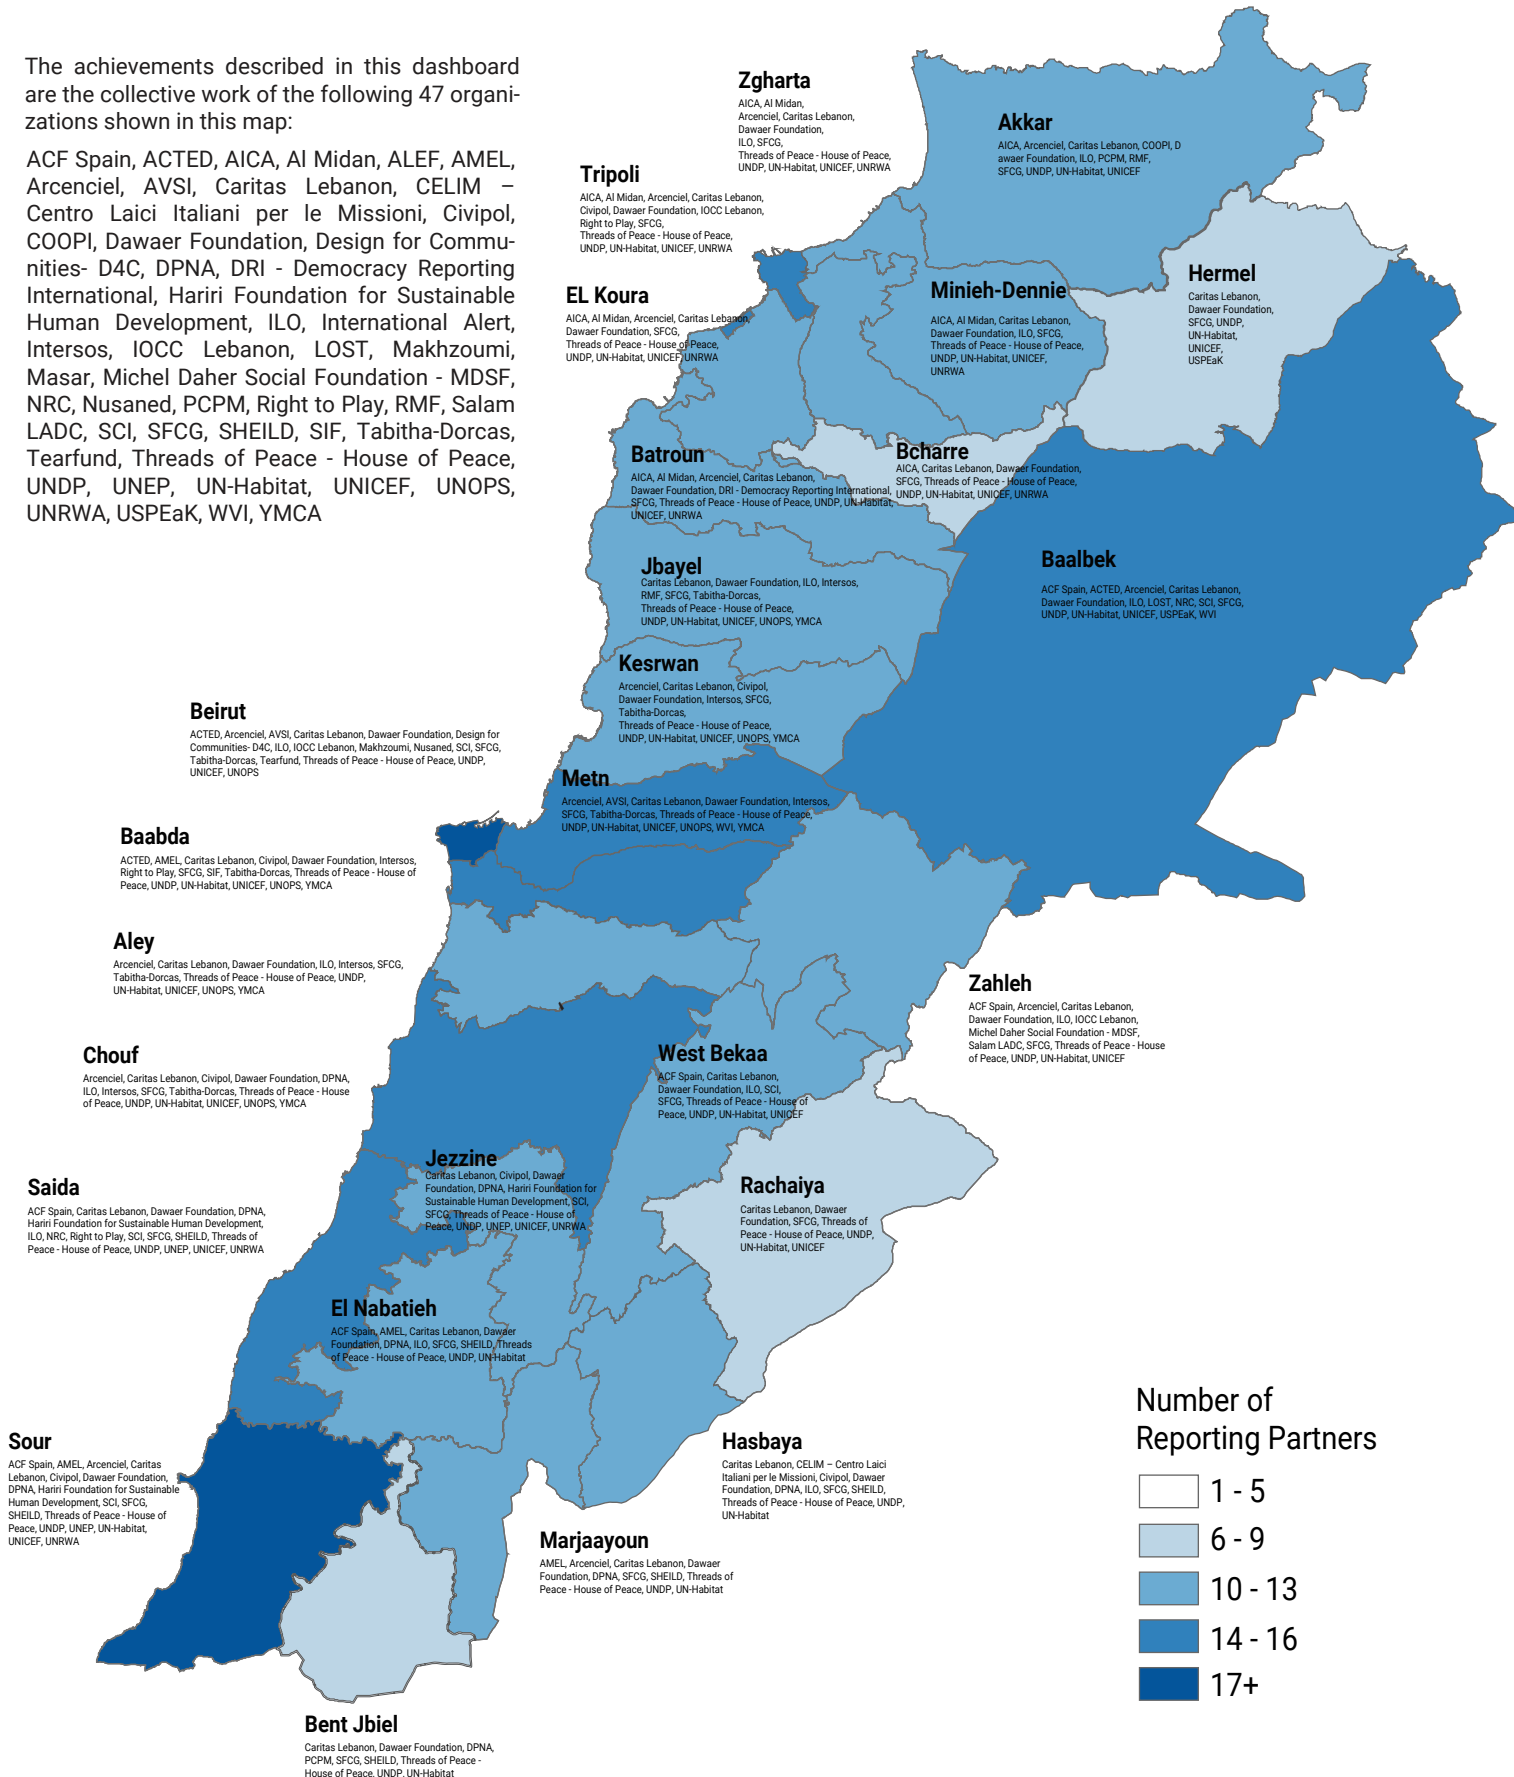 The achievements described in this dashboard
are the collective work of the following 47 organi-
zations shown in this map:
ACF Spain, ACTED, AICA, Al Midan, ALEF, AMEL,
Arcenciel, AVSI, Caritas Lebanon, CELIM –
Centro Laici Italiani per le Missioni, Civipol,
COOPI, Dawaer Foundation, Design for Commu-
nities- D4C, DPNA, DRI - Democracy Reporting
International, Hariri Foundation for Sustainable
Human Development, ILO, International Alert,
Intersos, IOCC Lebanon, LOST, Makhzoumi,
Masar, Michel Daher Social Foundation - MDSF,
NRC, Nusaned, PCPM, Right to Play, RMF, Salam
LADC, SCI, SFCG, SHEILD, SIF, Tabitha-Dorcas,
Tearfund, Threads of Peace - House of Peace,
UNDP, UNEP, UN-Habitat, UNICEF, UNOPS,
UNRWA, USPEaK, WVI, YMCA
Zgharta
AICA, Al Midan,
Arcenciel, Caritas Lebanon,
Dawaer Foundation,
ILO, SFCG,
Threads of Peace - House of Peace,
UNDP, UN-Habitat, UNICEF, UNRWA
Akkar
AICA, Arcenciel, Caritas Lebanon, COOPI, D
awaer Foundation, ILO, PCPM, RMF,
SFCG, UNDP, UN-Habitat, UNICEF
Tripoli
AICA, Al Midan, Arcenciel, Caritas Lebanon,
Civipol, Dawaer Foundation, IOCC Lebanon,
Right to Play, SFCG,
Threads of Peace - House of Peace,
UNDP, UN-Habitat, UNICEF, UNRWA
Hermel
Caritas Lebanon,
Dawaer Foundation,
SFCG, UNDP,
UN-Habitat,
UNICEF,
USPEaK
EL Koura
AICA, Al Midan, Arcenciel, Caritas Lebanon,
Dawaer Foundation, SFCG,
Threads of Peace - House of Peace,
UNDP, UN-Habitat, UNICEF, UNRWA
Minieh-Dennie
AICA, Al Midan, Caritas Lebanon,
Dawaer Foundation, ILO, SFCG,
Threads of Peace - House of Peace,
UNDP, UN-Habitat, UNICEF,
UNRWA
Bcharre
AICA, Caritas Lebanon, Dawaer Foundation,
SFCG, Threads of Peace - House of Peace,
UNDP, UN-Habitat, UNICEF, UNRWA
Batroun
AICA, Al Midan, Arcenciel, Caritas Lebanon,
Dawaer Foundation, DRI - Democracy Reporting International,
SFCG, Threads of Peace - House of Peace, UNDP, UN-Habitat,
UNICEF, UNRWA
Baalbek
ACF Spain, ACTED, Arcenciel, Caritas Lebanon,
Dawaer Foundation, ILO, LOST, NRC, SCI, SFCG,
UNDP, UN-Habitat, UNICEF, USPEaK, WVI
Jbayel
Caritas Lebanon, Dawaer Foundation, ILO, Intersos,
RMF, SFCG, Tabitha-Dorcas,
Threads of Peace - House of Peace,
UNDP, UN-Habitat, UNICEF, UNOPS, YMCA
Kesrwan
Arcenciel, Caritas Lebanon, Civipol,
Dawaer Foundation, Intersos, SFCG,
Tabitha-Dorcas,
Threads of Peace - House of Peace,
UNDP, UN-Habitat, UNICEF, UNOPS, YMCA
Beirut
ACTED, Arcenciel, AVSI, Caritas Lebanon, Dawaer Foundation, Design for
Communities- D4C, ILO, IOCC Lebanon, Makhzoumi, Nusaned, SCI, SFCG,
Tabitha-Dorcas, Tearfund, Threads of Peace - House of Peace, UNDP,
UNICEF, UNOPS
Metn
Arcenciel, AVSI, Caritas Lebanon, Dawaer Foundation, Intersos,
SFCG, Tabitha-Dorcas, Threads of Peace - House of Peace,
UNDP, UN-Habitat, UNICEF, UNOPS, WVI, YMCA
Baabda
ACTED, AMEL, Caritas Lebanon, Civipol, Dawaer Foundation, Intersos,
Right to Play, SFCG, SIF, Tabitha-Dorcas, Threads of Peace - House of
Peace, UNDP, UN-Habitat, UNICEF, UNOPS, YMCA
Aley
Arcenciel, Caritas Lebanon, Dawaer Foundation, ILO, Intersos, SFCG,
Tabitha-Dorcas, Threads of Peace - House of Peace, UNDP,
UN-Habitat, UNICEF, UNOPS, YMCA
Zahleh
ACF Spain, Arcenciel, Caritas Lebanon,
Dawaer Foundation, ILO, IOCC Lebanon,
Michel Daher Social Foundation - MDSF,
Salam LADC, SFCG, Threads of Peace - House
of Peace, UNDP, UN-Habitat, UNICEF
Chouf
Arcenciel, Caritas Lebanon, Civipol, Dawaer Foundation, DPNA,
ILO, Intersos, SFCG, Tabitha-Dorcas, Threads of Peace - House
of Peace, UNDP, UN-Habitat, UNICEF, UNOPS, YMCA
West Bekaa
ACF Spain, Caritas Lebanon,
Dawaer Foundation, ILO, SCI,
SFCG, Threads of Peace - House of
Peace, UNDP, UN-Habitat, UNICEF
Jezzine
Caritas Lebanon, Civipol, Dawaer
Foundation, DPNA, Hariri Foundation for
Sustainable Human Development, SCI,
SFCG, Threads of Peace - House of
Peace, UNDP, UNEP, UNICEF, UNRWA
Saida
ACF Spain, Caritas Lebanon, Dawaer Foundation, DPNA,
Hariri Foundation for Sustainable Human Development,
ILO, NRC, Right to Play, SCI, SFCG, SHEILD, Threads of
Peace - House of Peace, UNDP, UNEP, UNICEF, UNRWA
Rachaiya
Caritas Lebanon, Dawaer
Foundation, SFCG, Threads of
Peace - House of Peace, UNDP,
UN-Habitat, UNICEF
El Nabatieh
ACF Spain, AMEL, Caritas Lebanon, Dawaer
Foundation, DPNA, ILO, SFCG, SHEILD, Threads
of Peace - House of Peace, UNDP, UN-Habitat
Sour
ACF Spain, AMEL, Arcenciel, Caritas
Lebanon, Civipol, Dawaer Foundation,
DPNA, Hariri Foundation for Sustainable
Human Development, SCI, SFCG,
SHEILD, Threads of Peace - House of
Peace, UNDP, UNEP, UN-Habitat,
UNICEF, UNRWA
Hasbaya
Caritas Lebanon, CELIM – Centro Laici
Italiani per le Missioni, Civipol, Dawaer
Foundation, DPNA, ILO, SFCG, SHEILD,
Threads of Peace - House of Peace, UNDP,
UN-Habitat
Marjaayoun
AMEL, Arcenciel, Caritas Lebanon, Dawaer
Foundation, DPNA, SFCG, SHEILD, Threads of
Peace - House of Peace, UNDP, UN-Habitat
Bent Jbiel
Caritas Lebanon, Dawaer Foundation, DPNA,
PCPM, SFCG, SHEILD, Threads of Peace -
House of Peace, UNDP, UN-Habitat
Number of
Reporting Partners
1 - 5
6 - 9
10 - 13
14 - 16
17+